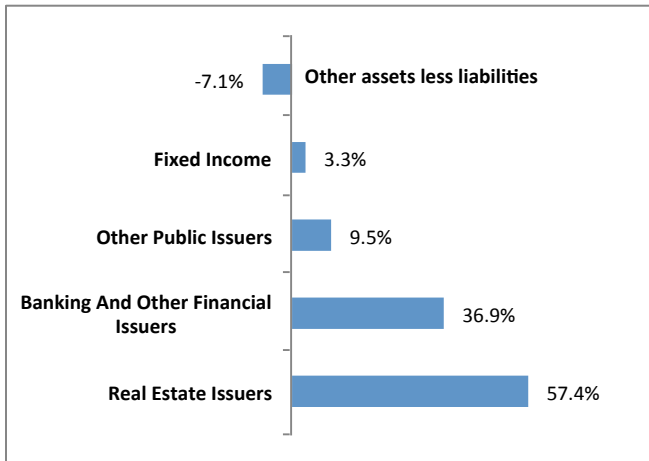 -7.1%
Other assets less liabilities
Fixed Income
3.3%
Other Public Issuers
9.5%
Banking And Other Financial
Issuers
36.9%
Real Estate Issuers
57.4%